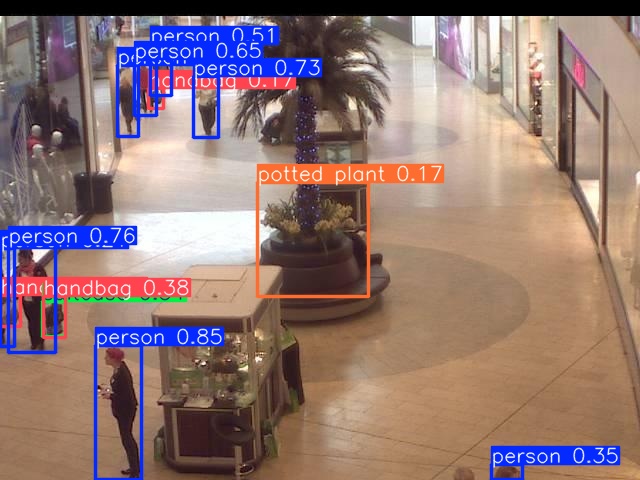 person 0.51
person 0.65
person 0.73
handbag 0.17
potted plant 0.17
person 0.76
handbag 0.38
person 0.85
person 0.35